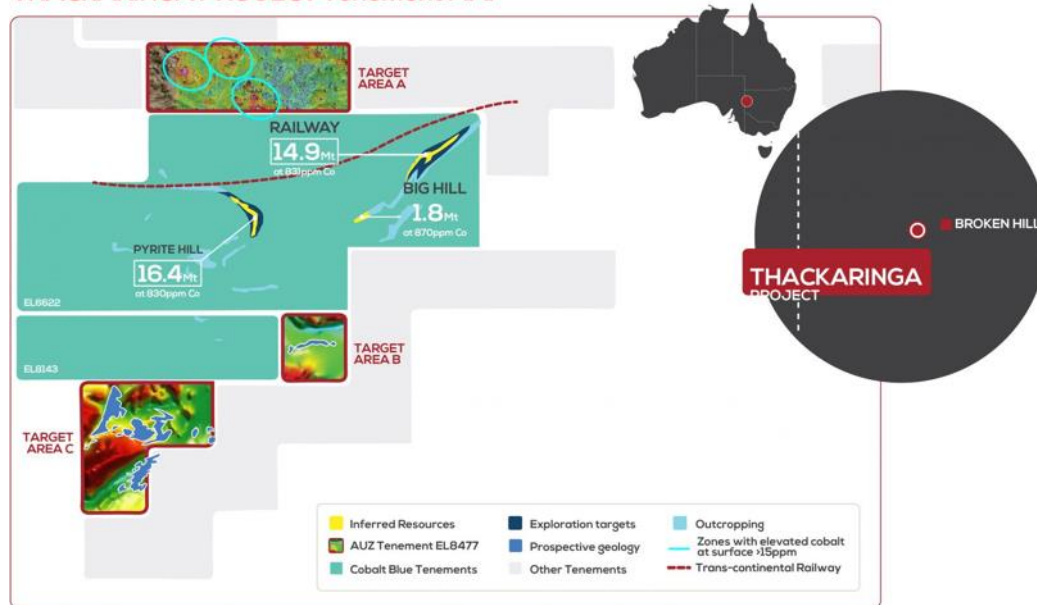 TARGET
AREA A
RAILWAY
14.9Mt
at 831ppm Co
BIG HILL
1.8Mt
at 870ppm Co
PYRITE HILL
16.4Mt
at 830ppm Co
EL6622
EL8143
TARGET
AREA B
TARGET
AREA C
BROKEN HILL
THACKARINGA
PROJECT
Inferred Resources
AUZ Tenement EL8477
Cobalt Blue Tenements
Exploration targets
Prospective geology
Other Tenements
Outcropping
Zones with elevated cobalt
at surface >15ppm
Trans-continental Railway